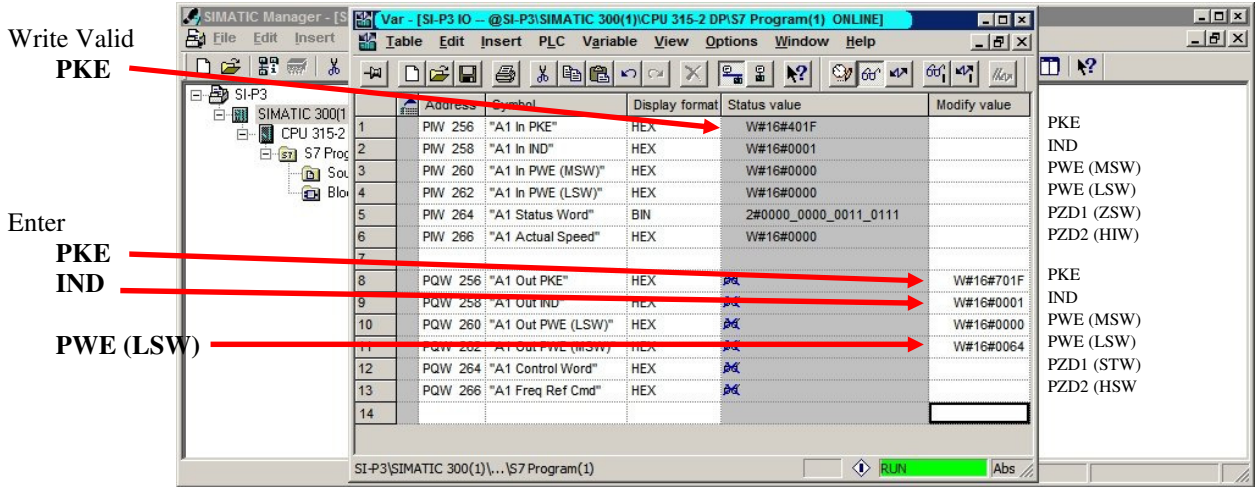 Write Valid
PKE
Enter
PKE
IND
PWE (LSW)
SIMATIC Manager - [S
File Edit Insert
SI-P3
SIMATIC 300(1
CPU 315-2
S7 Prog
Sou
Blo
Var - [SI-P3 IO -- @SI-P3\SIMATIC 300(1)\CPU 315-2 DP\S7 Program(1) ONLINE]
Table Edit Insert PLC Variable View Options Window Help
Address Symbol Display format Status value Modify value
1 PIW 256 "A1 In PKE" HEX W#16#401F
2 PIW 258 "A1 In IND" HEX W#16#0001
3 PIW 260 "A1 In PWE (MSW)" HEX W#16#0000
4 PIW 262 "A1 In PWE (LSW)" HEX W#16#0000
5 PIW 264 "A1 Status Word" BIN 2#0000_0000_0011_0111
6 PIW 266 "A1 Actual Speed" HEX W#16#0000
7
8 PQW 256 "A1 Out PKE" HEX W#16#701F
9 PQW 258 "A1 Out IND" HEX W#16#0001
10 PQW 260 "A1 Out PWE (LSW)" HEX W#16#0000
11 PQW 262 "A1 Out PWE (MSW)" HEX W#16#0064
12 PQW 264 "A1 Control Word" HEX
13 PQW 266 "A1 Freq Ref Cmd" HEX
14
SI-P3\SIMATIC 300(1)\...\S7 Program(1) RUN Abs
PKE
IND
PWE (MSW)
PWE (LSW)
PZD1 (ZSW)
PZD2 (HIW)
PKE
IND
PWE (MSW)
PWE (LSW)
PZD1 (STW)
PZD2 (HSW